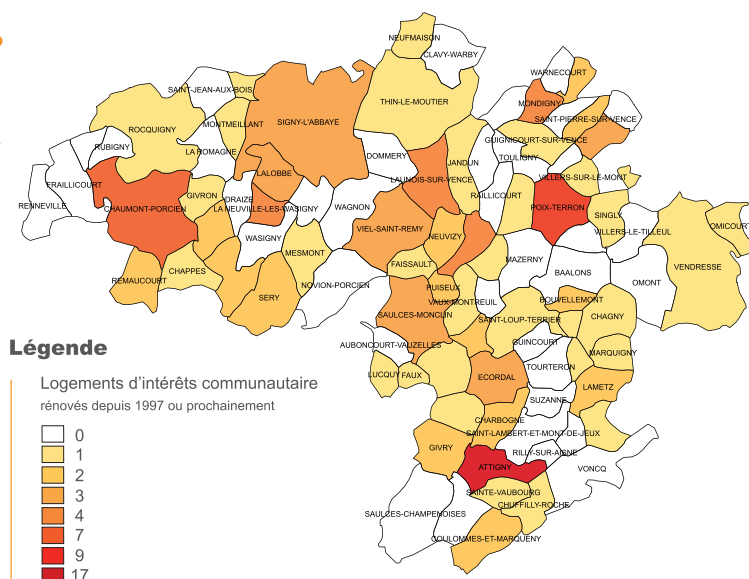 NEUFMAISON
CLAVY-WARBY
WARNECOURT
SAINT-JEAN-AUX-BOIS
THIN-LE-MOUTIER
MONDIGNY
SIGNY-L'ABBAYE
SAINT-PIERRE-SUR-VENCE
MONTMEILLANT
ROCQUIGNY
GUIGNICOURT-SUR-VENCE
RUBIGNY
LA ROMAGNE
DOMMERY
TOULIGNY
JANDUN
LALOBBE
VILLERS-SUR-LE-MONT
LAUNOIS-SUR-VENCE
FRAILLICOURT
GIVRON
RAILLICOURT
DRAIZE
RENNEVILLE
CHAUMONT-PORCIEN
LA NEUVILLE-LES-WASIGNY
WAGNON
POIX-TERRON
SINGLY
OMICOURT
VIEL-SAINT-REMY
VILLERS-LE-TILLEUL
WASIGNY
NEUVIZY
MESMONT
MAZERNY
FAISSAULT
VENDRESSE
CHAPPES
BAALONS
REMAUCOURT
NOVION-PORCIEN
PUISEUX
OMONT
SERY
VAUX-MONTREUIL
BOUVELLEMONT
SAULCES-MONCLIN
SAINT-LOUP-TERRIER
CHAGNY
GUINCOURT
AUBONCOURT-VAUZELLES
MARQUIGNY
TOURTERON
LUCQUY
FAUX
ECORDAL
LAMETZ
SUZANNE
CHARBOGNE
SAINT-LAMBERT-ET-MONT-DE-JEUX
GIVRY
RILLY-SUR-AISNE
ATTIGNY
VONCQ
SAINTE-VAUBOURG
CHUFFILLY-ROCHE
SAULCES-CHAMPENOISES
COULOMMES-ET-MARQUENY
Légende
Logements d'intérêts communautaire
rénovés depuis 1997 ou prochainement
0
1
2
3
4
7
9
17